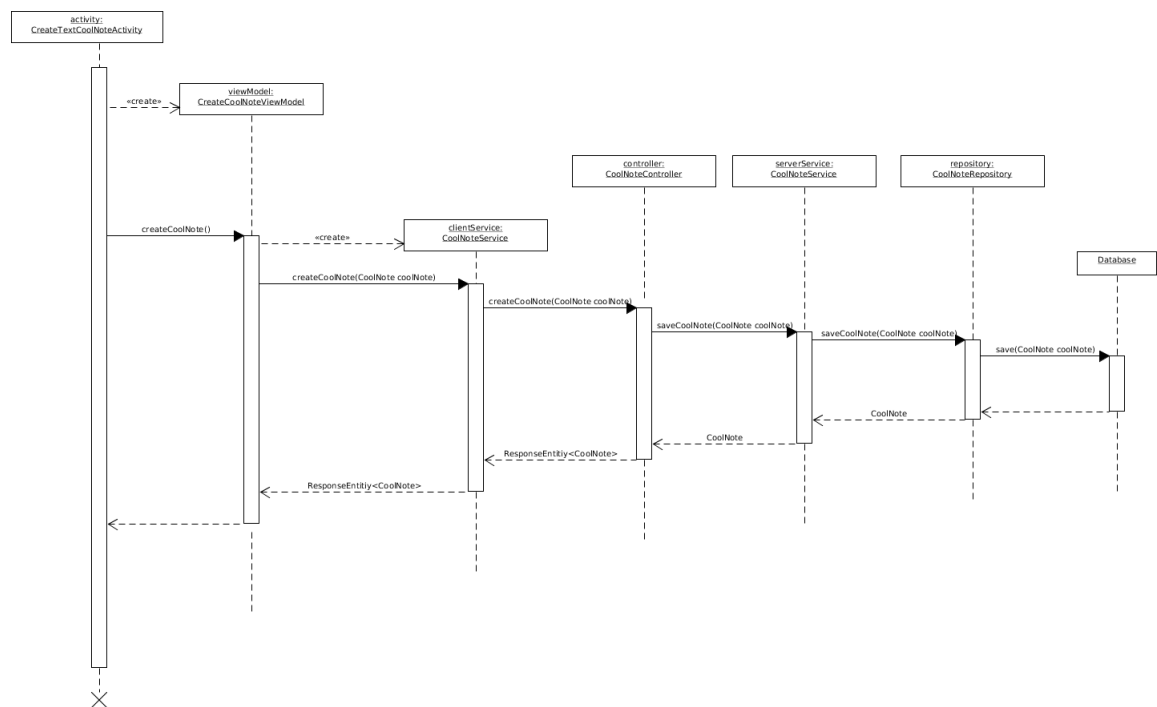 activity:
CreateTextCoolNoteActivity
«create»
viewModel:
CreateCoolNoteViewModel
controller:
CoolNoteController
serverService:
CoolNoteService
repository:
CoolNoteRepository
createCoolNote()
«create»
clientService:
CoolNoteService
Database
createCoolNote(CoolNote coolNote)
createCoolNote(CoolNote coolNote)
saveCoolNote(CoolNote coolNote)
saveCoolNote(CoolNote coolNote)
save(CoolNote coolNote)
CoolNote
CoolNote
ResponseEntitiy<CoolNote>
ResponseEntitiy<CoolNote>